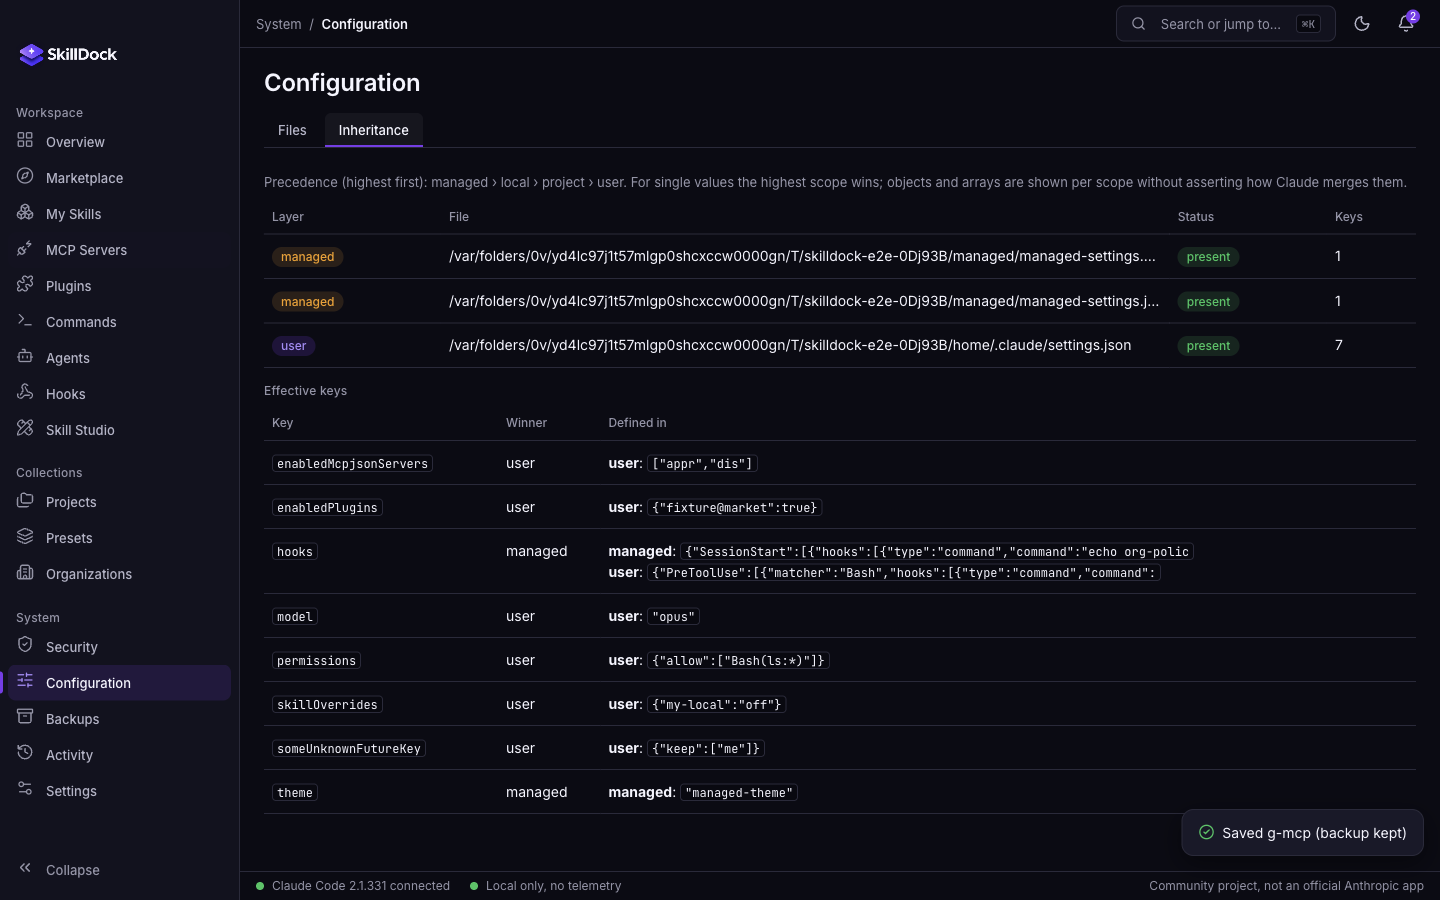 SkillDock
Workspace
Overview
Marketplace
My Skills
MCP Servers
Plugins
Commands
Agents
Hooks
Skill Studio
Collections
Projects
Presets
Organizations
System
Security
Configuration
Backups
Activity
Settings
Collapse
System / Configuration
Search or jump to... ⌘K
2
Configuration
Files Inheritance
Precedence (highest first): managed › local › project › user. For single values the highest scope wins; objects and arrays are shown per scope without asserting how Claude merges them.
Layer File Status Keys
managed /var/folders/0v/yd4lc97j1t57mlgp0shcxccw0000gn/T/skilldock-e2e-0Dj93B/managed/managed-settings.... present 1
managed /var/folders/0v/yd4lc97j1t57mlgp0shcxccw0000gn/T/skilldock-e2e-0Dj93B/managed/managed-settings.j... present 1
user /var/folders/0v/yd4lc97j1t57mlgp0shcxccw0000gn/T/skilldock-e2e-0Dj93B/home/.claude/settings.json present 7
Effective keys
Key Winner Defined in
enabledMcpjsonServers user user: ["appr","dis"]
enabledPlugins user user: {"fixture@market":true}
hooks managed managed: {"SessionStart":[{"hooks":[{"type":"command","command":"echo org-polic
user: {"PreToolUse":[{"matcher":"Bash","hooks":[{"type":"command","command":
model user user: "opus"
permissions user user: {"allow":["Bash(ls:*)"]}
skillOverrides user user: {"my-local":"off"}
someUnknownFutureKey user user: {"keep":["me"]}
theme managed managed: "managed-theme"
Saved g-mcp (backup kept)
Claude Code 2.1.331 connected Local only, no telemetry Community project, not an official Anthropic app